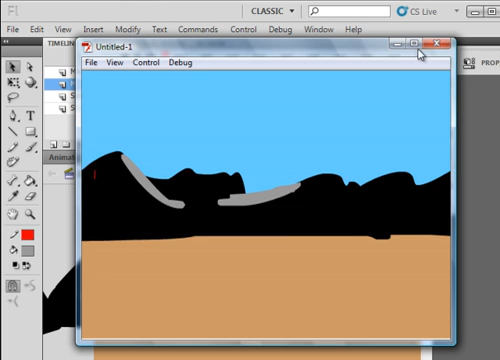 Fl
CLASSIC
CS Live
File
Edit
View
Insert
Modify
Text
Commands
Control
Debug
Window
Help
TIMELIN
Untitled-1
File View Control Debug
PROP
M
S
S
Animat